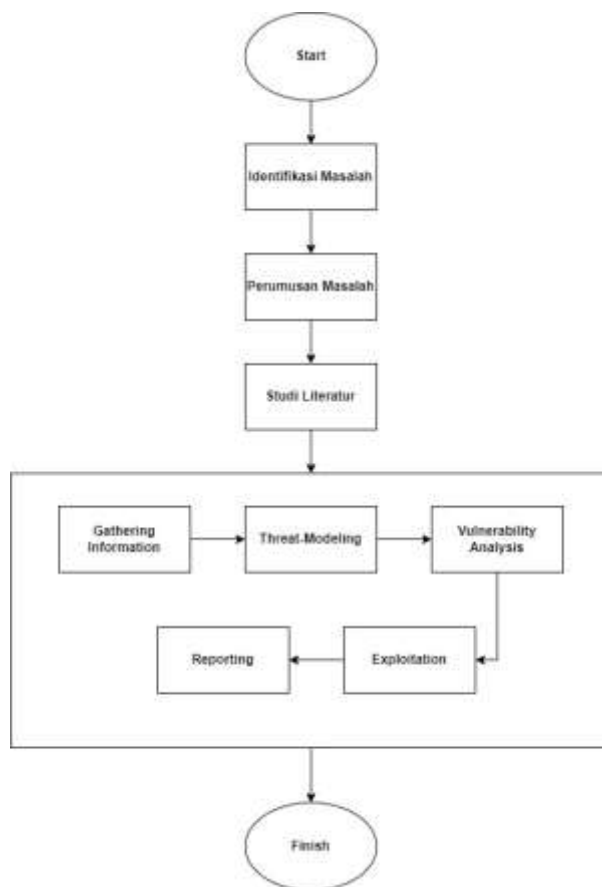 Start
Identifikasi Masalah
Perumusan Masalah
Studi Literatur
Gathering
Information
Threat-Modeling
Vulnerability
Analysis
Reporting
Exploitation
Finish